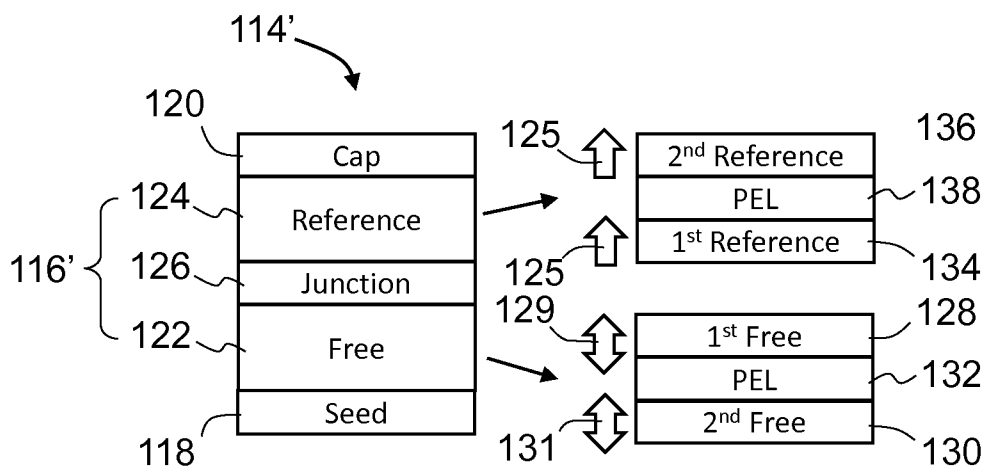 114’
120
Cap
125
2nd Reference
136
124
Reference
PEL
138
116’
126
Junction
125
1st Reference
134
122
Free
129
1st Free
128
PEL
132
118
Seed
131
2nd Free
130